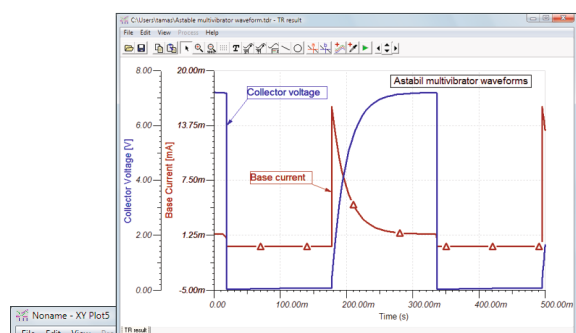 C:\Users\tamas\Astable multivibrator waveform.tdr - TR result
File Edit View Process Help
T
8.00 20.00m
Astabil multivibrator waveforms
Collector voltage
6.00 13.75m
Collector Voltage [V]
Base Current [mA]
4.00 7.50m
Base current
2.00 1.25m
0.00 -5.00m
0.00 100.00m 200.00m 300.00m 400.00m 500.00m
Time (s)
Noname - XY Plot5
TR result
File Edit View